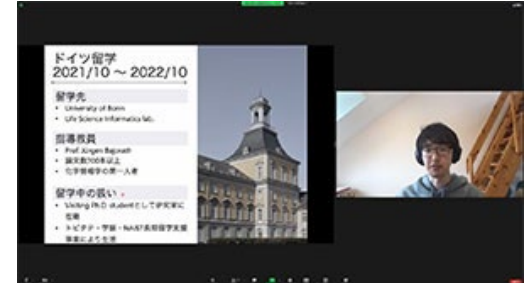 ドイツ留学
2021/10 ～ 2022/10
留学先
• University of Bonn
• Life Science Informatics lab.
指導教員
• Prof. Jürgen Bajorath
• 論文数700本以上
• 化学情報学の第一人者
留学中の扱い
• Visiting Ph.D. studentとして研究室に
在籍
• トビタテ・学振・NAIST長期留学支援
事業により生活